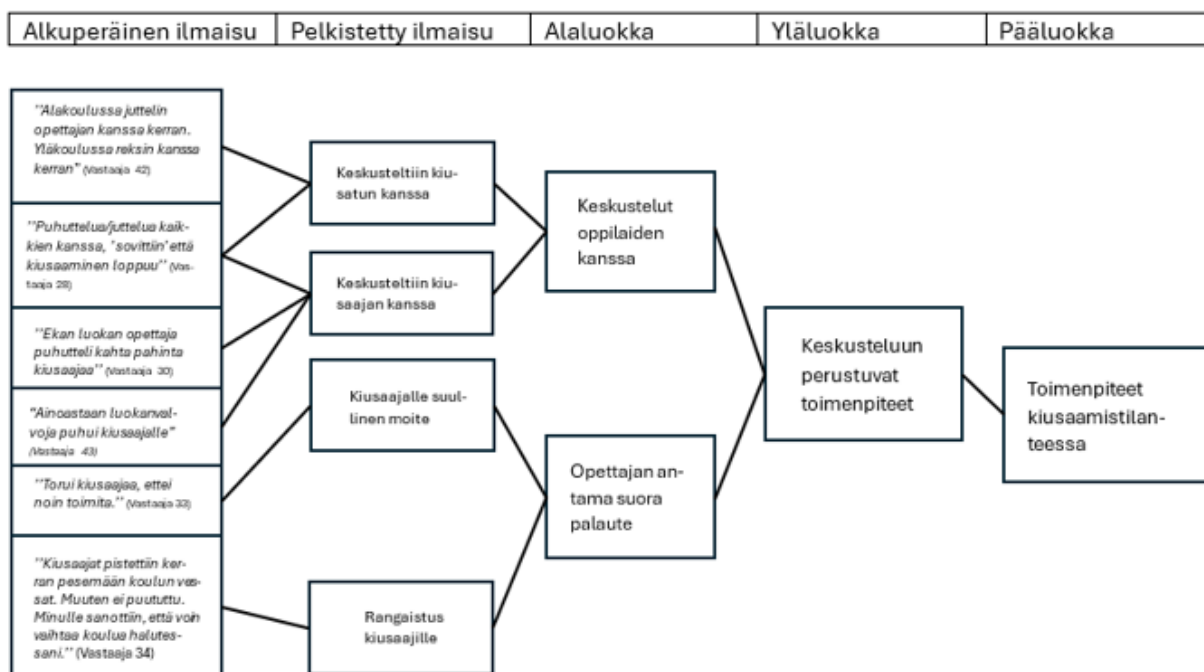 Alkuperäinen ilmaisu Pelkistetty ilmaisu Alaluokka Yläluokka Pääluokka
"Alakoulussa juttelin
opettajan kanssa kerran.
Yläkoulussa reksin kanssa
kerran" (Vastaaja 42)
"Puhuttelua/juttelua kaik-
kien kanssa, 'sovittiin' että
kiusaaminen loppuu" (Vas-
taaja 28)
"Ekan luokan opettaja
puhutteli kahta pahinta
kiusaajaa" (Vastaaja 30)
"Ainoastaan luokanval-
voja puhui kiusaajalle"
(Vastaaja 43)
"Torui kiusaajaa, ettei
noin toimita." (Vastaaja 33)
"Kiusaajat pistettiin ker-
ran pesemään koulun ves-
sat. Muuten ei puututtu.
Minulle sanottiin, että voin
vaihtaa koulua halutes-
sani." (Vastaaja 34)
Keskusteltiin kiu-
satun kanssa
Keskusteltiin kiu-
saajan kanssa
Kiusaajalle suul-
linen moite
Rangaistus
kiusaajille
Keskustelut
oppilaiden
kanssa
Opettajan an-
tama suora
palaute
Keskusteluun
perustuvat
toimenpiteet
Toimenpiteet
kiusaamistilan-
teessa